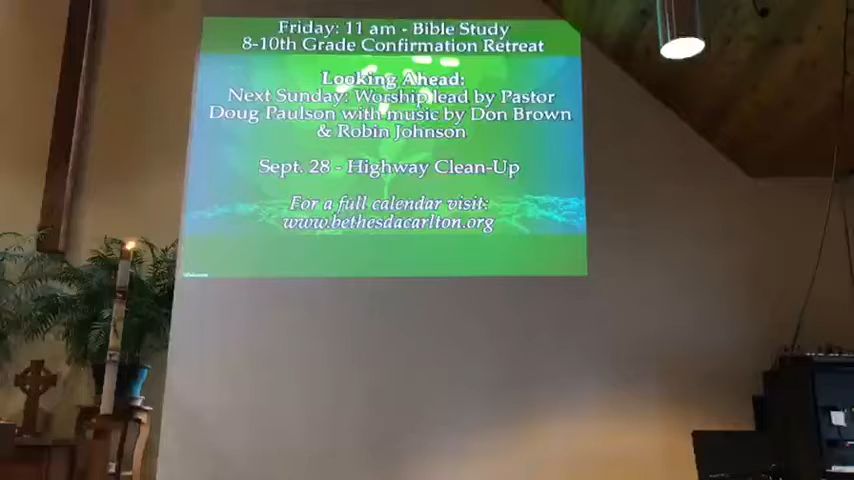 Friday: 11 am - Bible Study
8-10th Grade Confirmation Retreat
Looking Ahead:
Next Sunday: Worship lead by Pastor
Doug Paulson with music by Don Brown
& Robin Johnson
Sept. 28 - Highway Clean-Up
For a full calendar visit:
www.bethesdacarlton.org